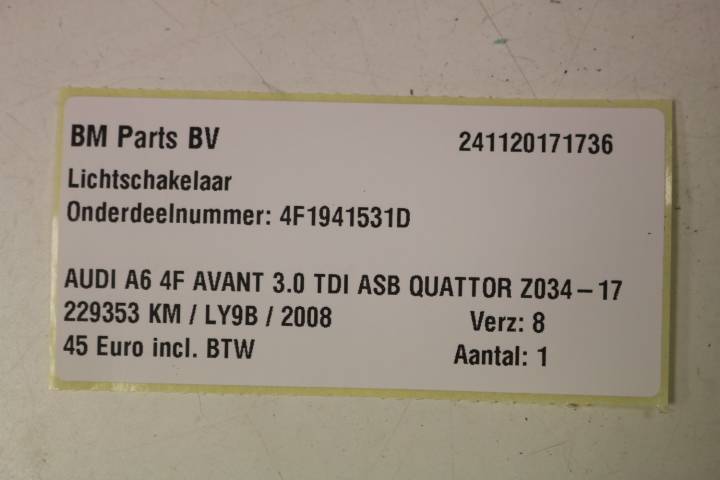 BM Parts BV 241120171736
Lichtschakelaar
Onderdeelnummer: 4F1941531D
AUDI A6 4F AVANT 3.0 TDI ASB QUATTOR Z034-17
229353 KM / LY9B / 2008 Verz: 8
45 Euro incl. BTW Aantal: 1